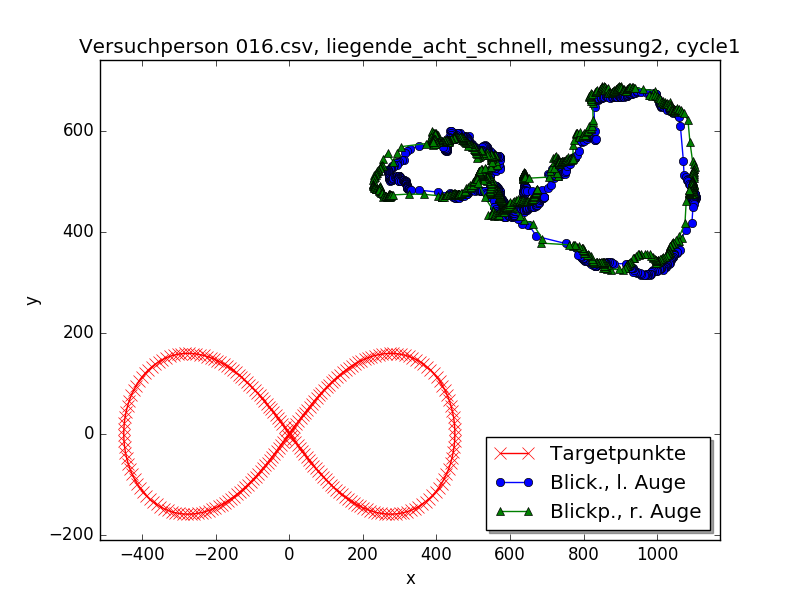 Versuchperson 016.csv, liegende_acht_schnell, messung2, cycle1
600
400
200
0
−200
y
−400
−200
0
200
400
600
800
1000
x
Targetpunkte
Blick., l. Auge
Blickp., r. Auge